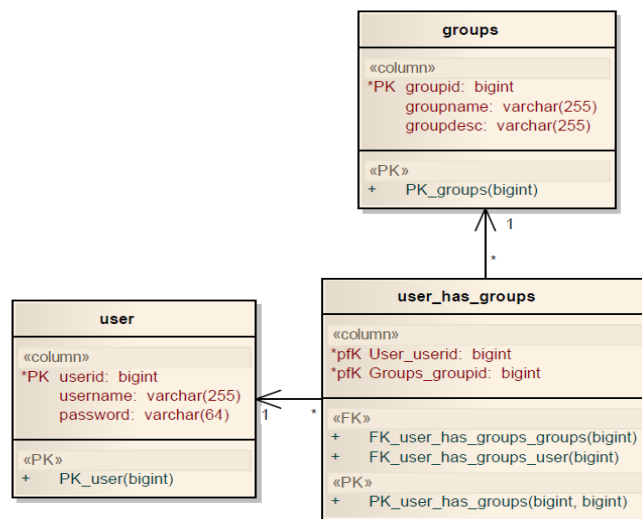 groups
«column»
*PK groupid: bigint
groupname: varchar(255)
groupdesc: varchar(255)
«PK»
+ PK_groups(bigint)
1
*
user_has_groups
«column»
*pfK User_userid: bigint
*pfK Groups_groupid: bigint
«FK»
+ FK_user_has_groups_groups(bigint)
+ FK_user_has_groups_user(bigint)
«PK»
+ PK_user_has_groups(bigint, bigint)
user
«column»
*PK userid: bigint
username: varchar(255)
password: varchar(64)
«PK»
+ PK_user(bigint)
1
*